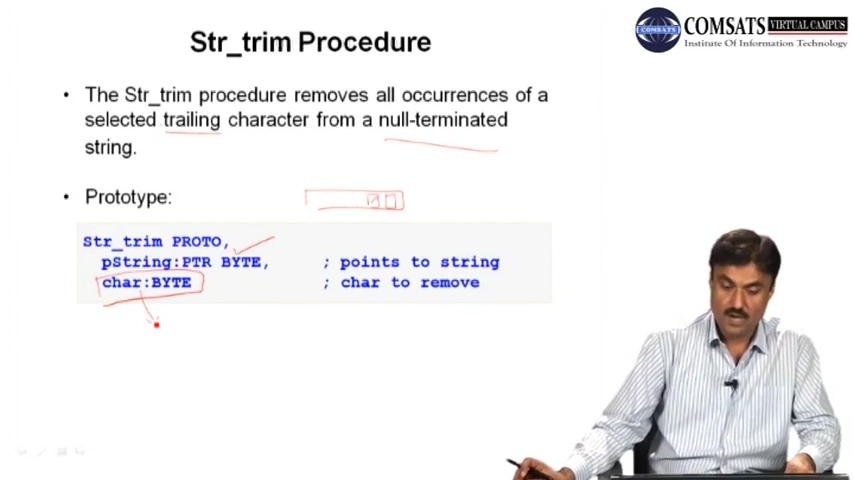 Str_trim Procedure
COMSATS VIRTUAL CAMPUS
COMSATS
Institute Of Information Technology
• The Str_trim procedure removes all occurrences of a
selected trailing character from a null-terminated
string.
• Prototype:
Str_trim PROTO,
pString:PTR BYTE, ; points to string
char:BYTE ; char to remove